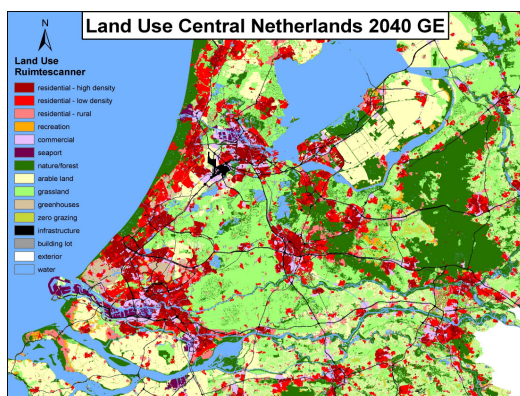 Land Use Central Netherlands 2040 GE
N
Land Use
Ruimtescanner
residential - high density
residential - low density
residential - rural
recreation
commercial
seaport
nature/forest
arable land
grassland
greenhouses
zero grazing
infrastructure
building lot
exterior
water